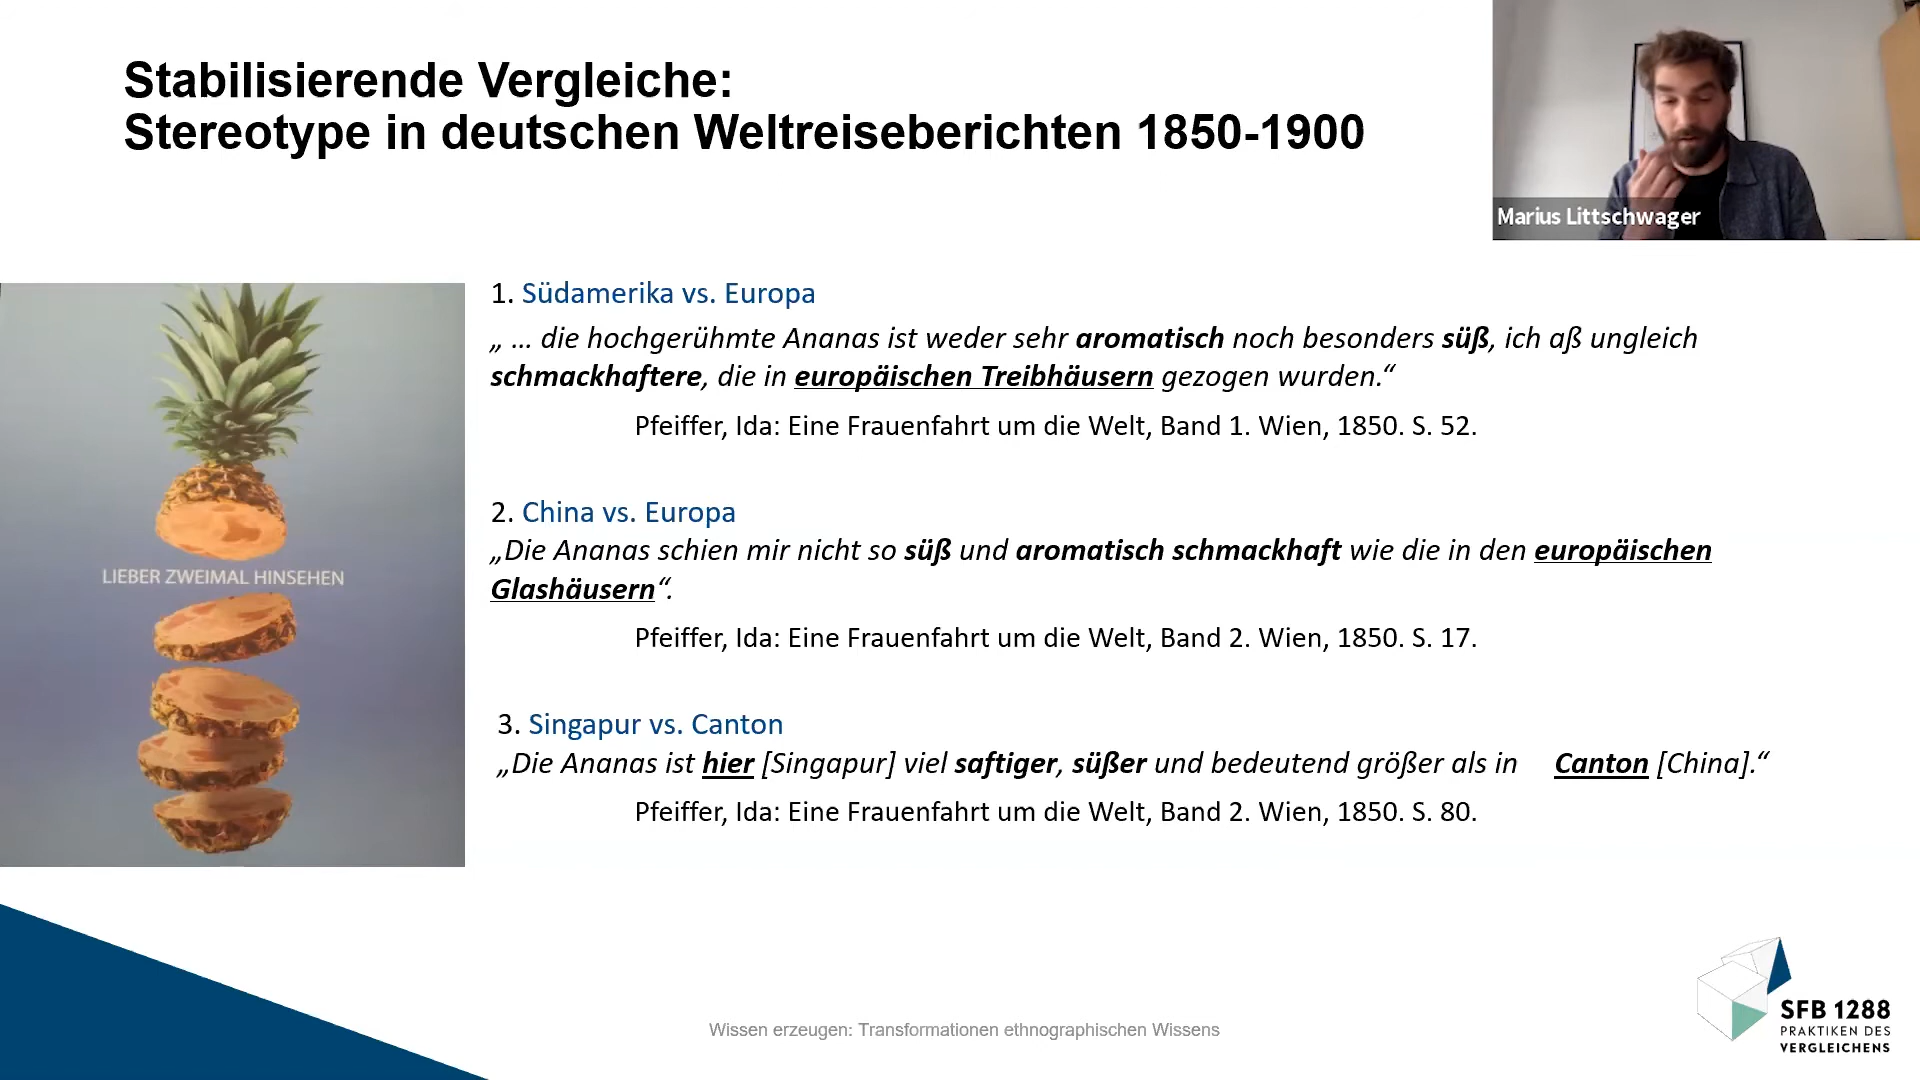 Stabilisierende Vergleiche:
Stereotype in deutschen Weltreiseberichten 1850-1900
Marius Littschwager
1. Südamerika vs. Europa
„ ... die hochgerühmte Ananas ist weder sehr aromatisch noch besonders süß, ich aß ungleich
schmackhaftere, die in europäischen Treibhäusern gezogen wurden.“
Pfeiffer, Ida: Eine Frauenfahrt um die Welt, Band 1. Wien, 1850. S. 52.
2. China vs. Europa
„Die Ananas schien mir nicht so süß und aromatisch schmackhaft wie die in den europäischen
Glashäusern“.
Pfeiffer, Ida: Eine Frauenfahrt um die Welt, Band 2. Wien, 1850. S. 17.
3. Singapur vs. Canton
„Die Ananas ist hier [Singapur] viel saftiger, süßer und bedeutend größer als in Canton [China].“
Pfeiffer, Ida: Eine Frauenfahrt um die Welt, Band 2. Wien, 1850. S. 80.
LIEBER ZWEIMAL HINSEHEN
Wissen erzeugen: Transformationen ethnographischen Wissens
SFB 1288
PRAKTIKEN DES
VERGLEICHENS